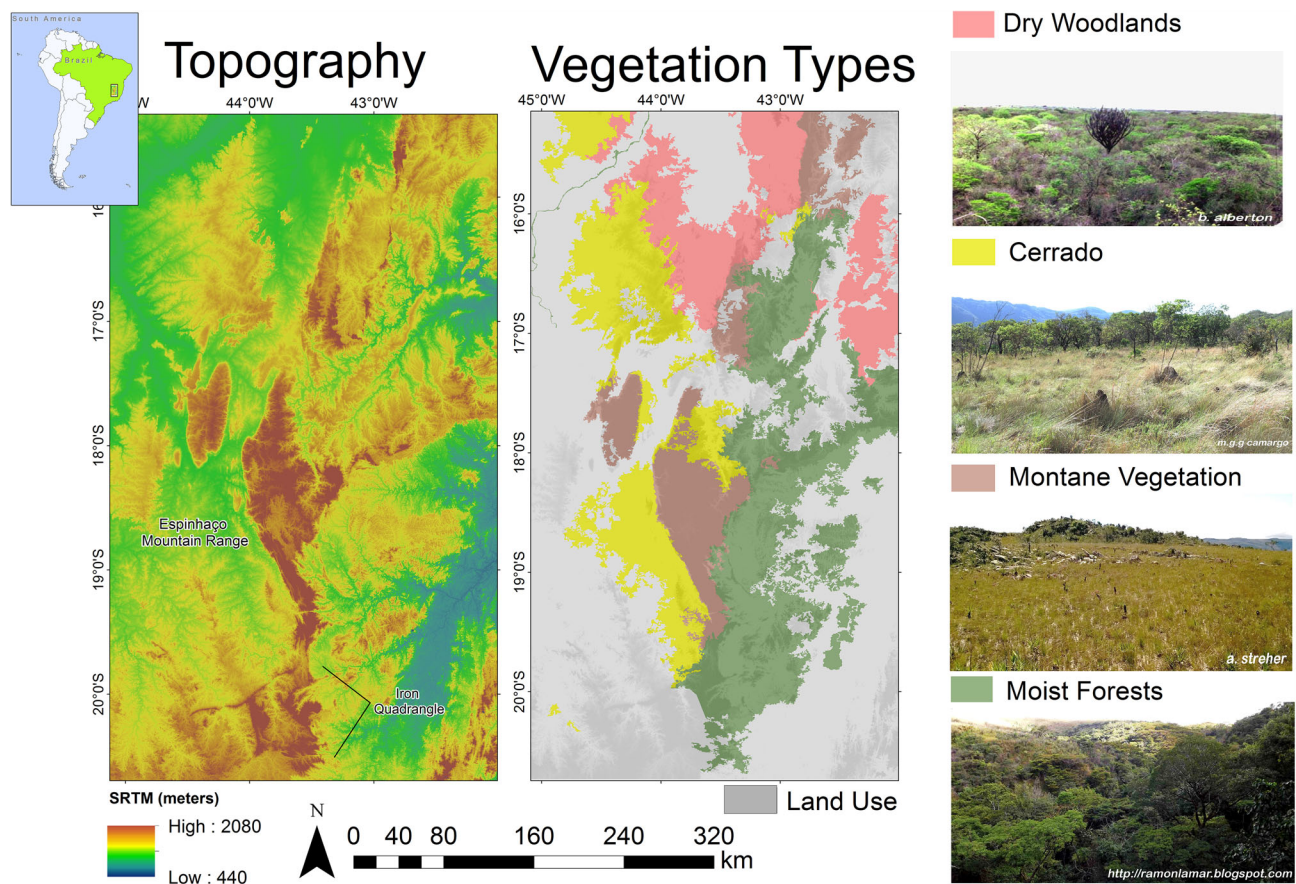 South America
Brazil
Topography
Vegetation Types
W
44°0'W
43°0'W
45°0'W
44°0'W
43°0'W
16
17°0'S
18°0'S
19°0'S
20°0'S
16°0'S
17°0'S
18°0'S
19°0'S
20°0'S
Espinhaço
Mountain Range
Iron
Quadrangle
SRTM (meters)
High : 2080
Low : 440
N
0 40 80 160 240 320
km
Land Use
Dry Woodlands
b. alberton
Cerrado
m.g.g camargo
Montane Vegetation
a. streher
Moist Forests
http://ramonlamar.blogspot.com